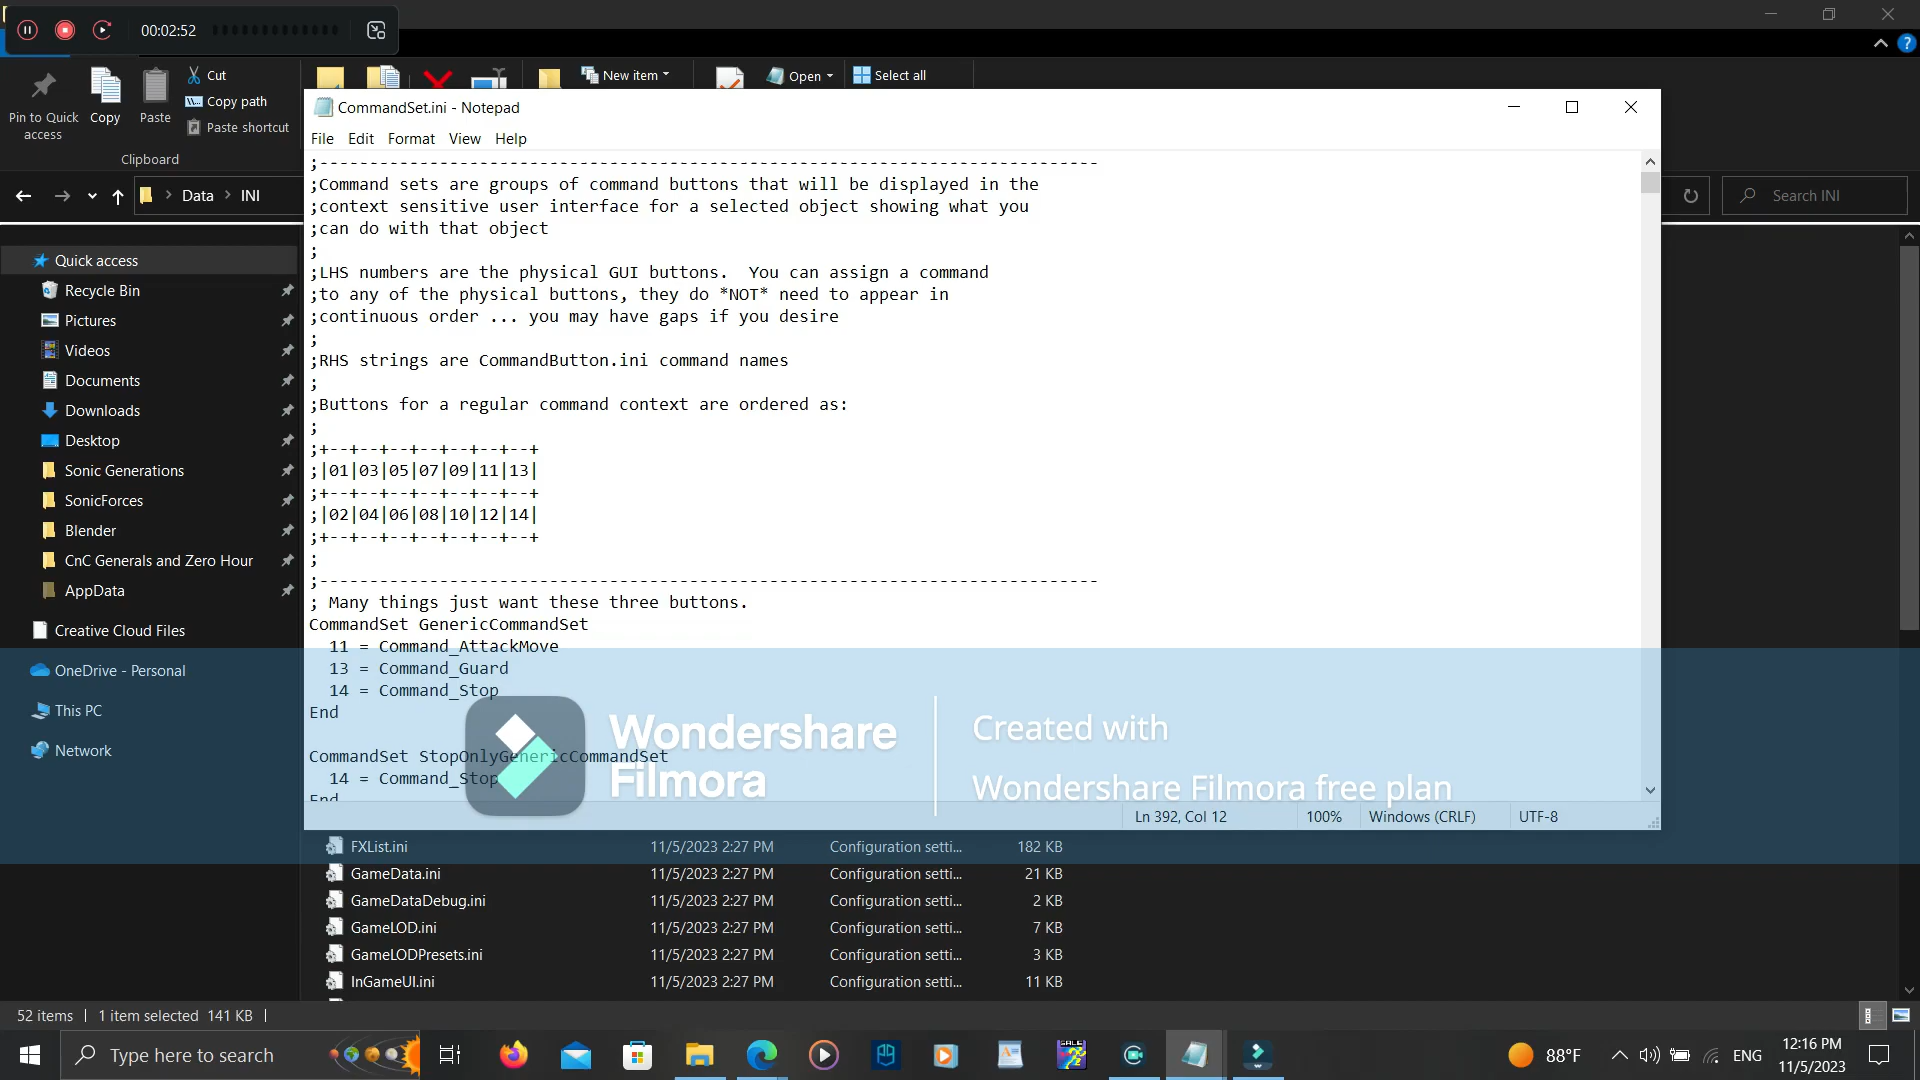 00:02:52
Pin to Quick access
Copy
Paste
Cut
Copy path
Paste shortcut
Clipboard
New item
Open
Select all
Data > INI
Search INI
Quick access
Recycle Bin
Pictures
Videos
Documents
Downloads
Desktop
Sonic Generations
SonicForces
Blender
CnC Generals and Zero Hour
AppData
Creative Cloud Files
OneDrive - Personal
This PC
Network
CommandSet.ini - Notepad
File Edit Format View Help
;------------------------------------------------------------------------------
;Command sets are groups of command buttons that will be displayed in the
;context sensitive user interface for a selected object showing what you
;can do with that object
;
;LHS numbers are the physical GUI buttons.  You can assign a command
;to any of the physical buttons, they do *NOT* need to appear in
;continuous order ... you may have gaps if you desire
;
;RHS strings are CommandButton.ini command names
;
;Buttons for a regular command context are ordered as:
;
;+--+--+--+--+--+--+--+
;|01|03|05|07|09|11|13|
;+--+--+--+--+--+--+--+
;|02|04|06|08|10|12|14|
;+--+--+--+--+--+--+--+
;
;------------------------------------------------------------------------------
; Many things just want these three buttons.
CommandSet GenericCommandSet
  11 = Command_AttackMove
  13 = Command_Guard
  14 = Command_Stop
End
CommandSet StopOnlyGenericCommandSet
  14 = Command_Stop
End
Wondershare
Filmora
Created with
Wondershare Filmora free plan
Ln 392, Col 12
100%
Windows (CRLF)
UTF-8
FXList.ini 11/5/2023 2:27 PM Configuration setti... 182 KB
GameData.ini 11/5/2023 2:27 PM Configuration setti... 21 KB
GameDataDebug.ini 11/5/2023 2:27 PM Configuration setti... 2 KB
GameLOD.ini 11/5/2023 2:27 PM Configuration setti... 7 KB
GameLODPresets.ini 11/5/2023 2:27 PM Configuration setti... 3 KB
InGameUI.ini 11/5/2023 2:27 PM Configuration setti... 11 KB
52 items | 1 item selected 141 KB |
Type here to search
88°F
ENG
12:16 PM
11/5/2023